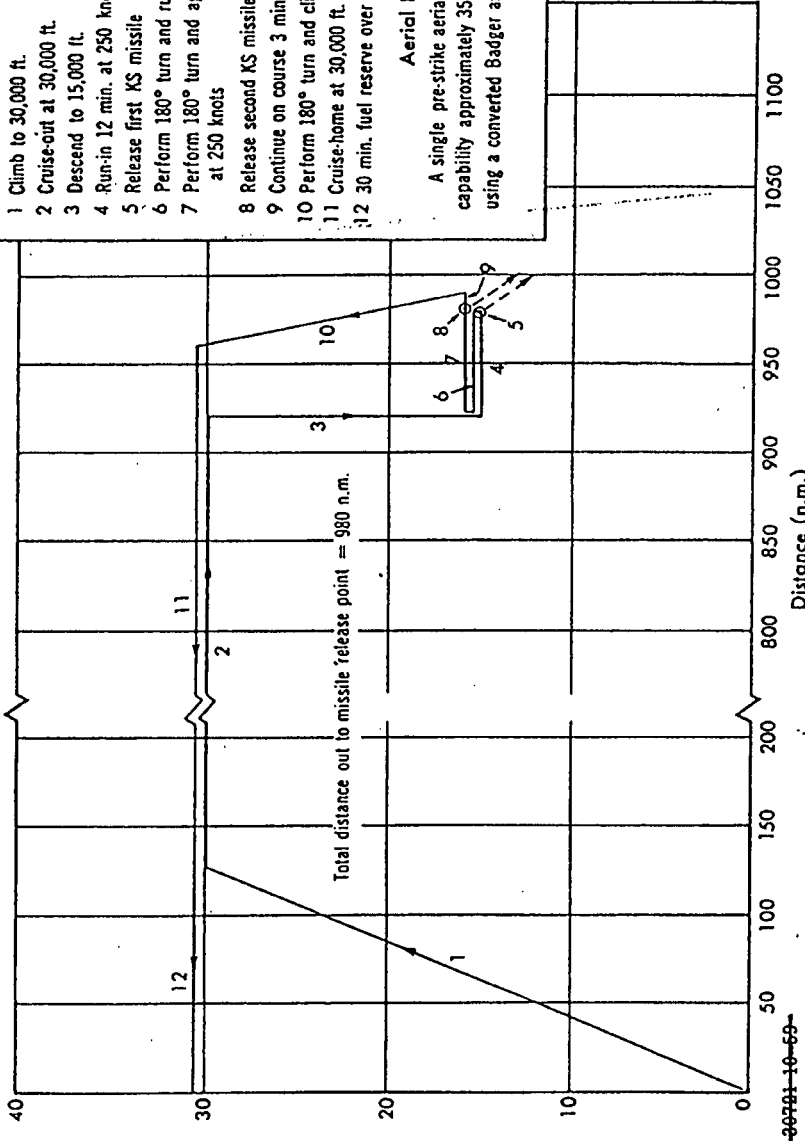 1 Climb to 30,000 ft.
2 Cruise-out at 30,000 ft.
3 Descend to 15,000 ft.
4 Run-in 12 min. at 250
5 Release first KS missile
6 Perform 180° turn and
7 Perform 180° turn and
at 250 knots
8 Release second KS missile
9 Continue on course 3
10 Perform 180° turn and
11 Cruise-home at 30,000 ft.
12 30 min. fuel reserve over
Aerial
A single pre-strike aerial
capability approximately 35
using a converted Badger
40
30
20
10
0
12
11
2
3
10
1
6
7
8
9
4
5
Total distance out to missile release point = 980 n.m.
50
100
150
200
800
850
900
950
1000
1050
1100
Distance (n.m.)
30721 10-69